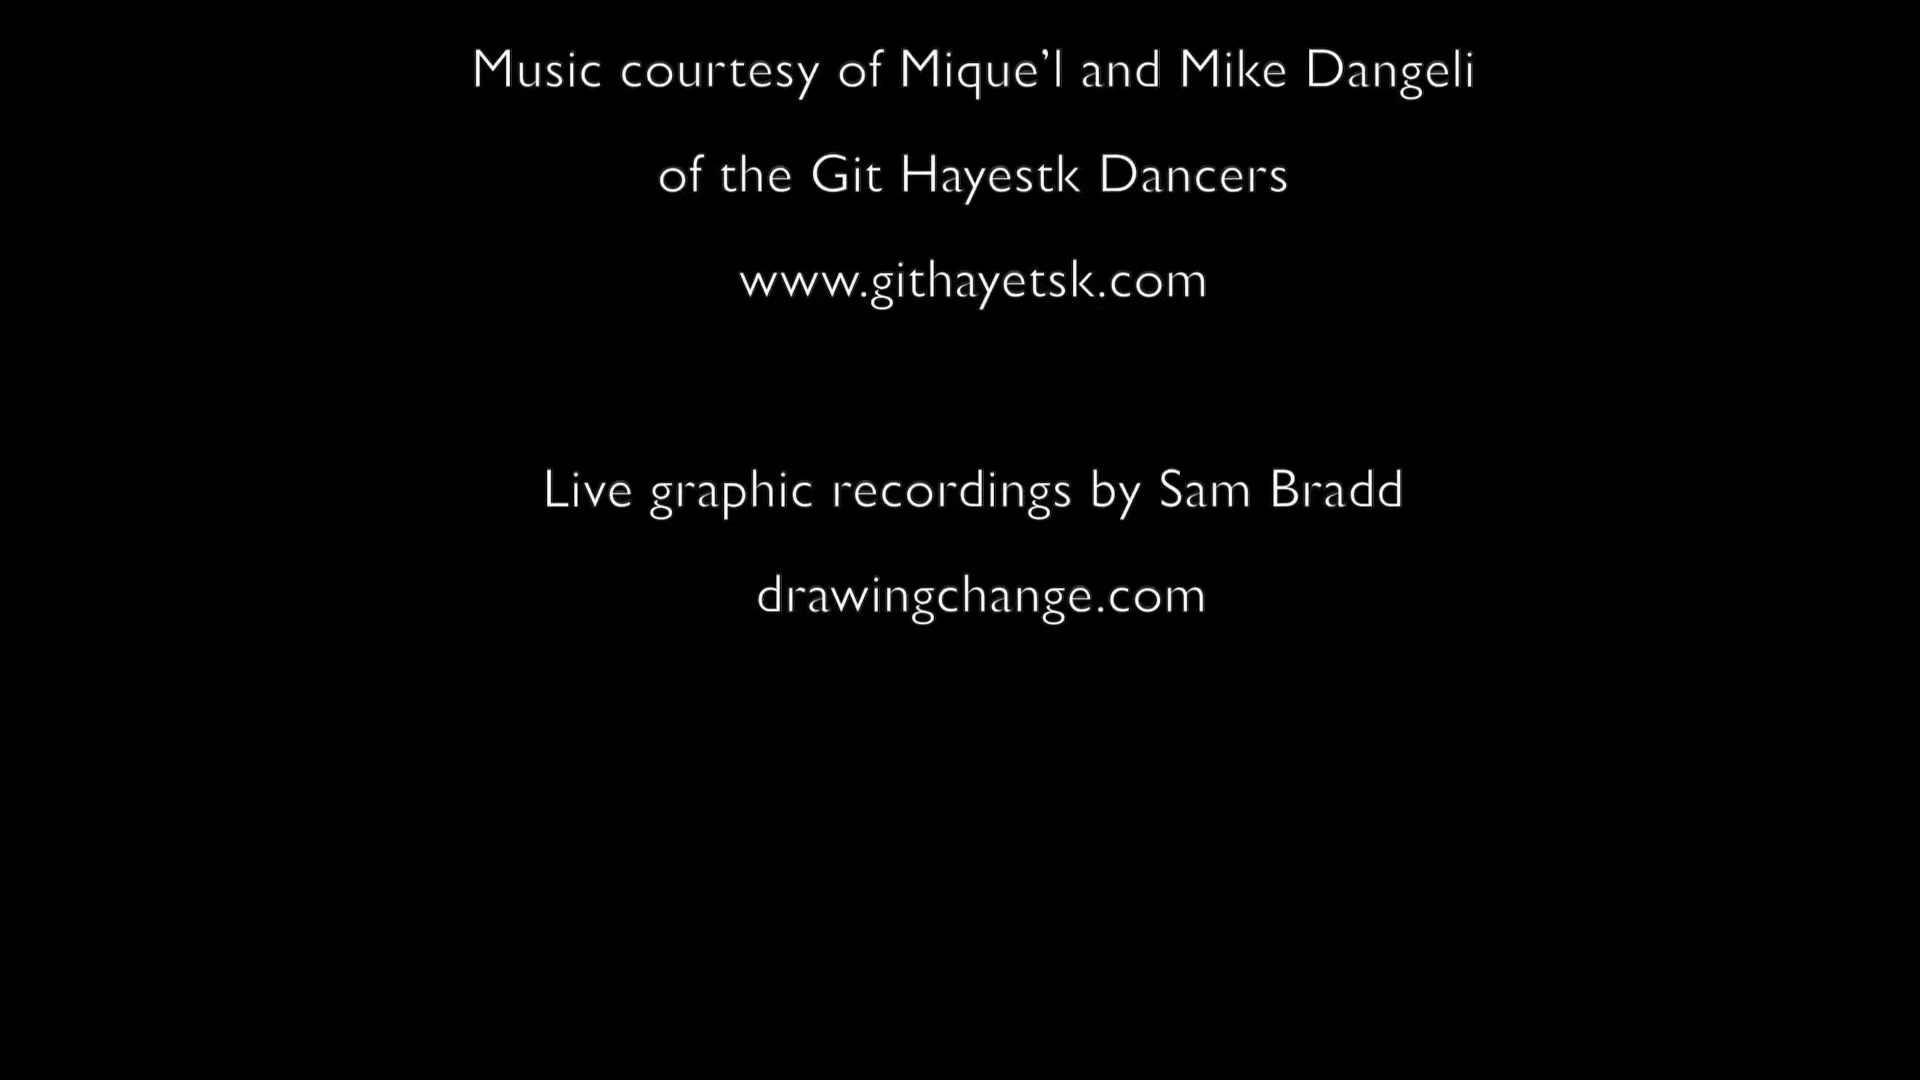 Music courtesy of Mique’l and Mike Dangeli
of the Git Hayestk Dancers
www.githayetsk.com
Live graphic recordings by Sam Bradd
drawingchange.com